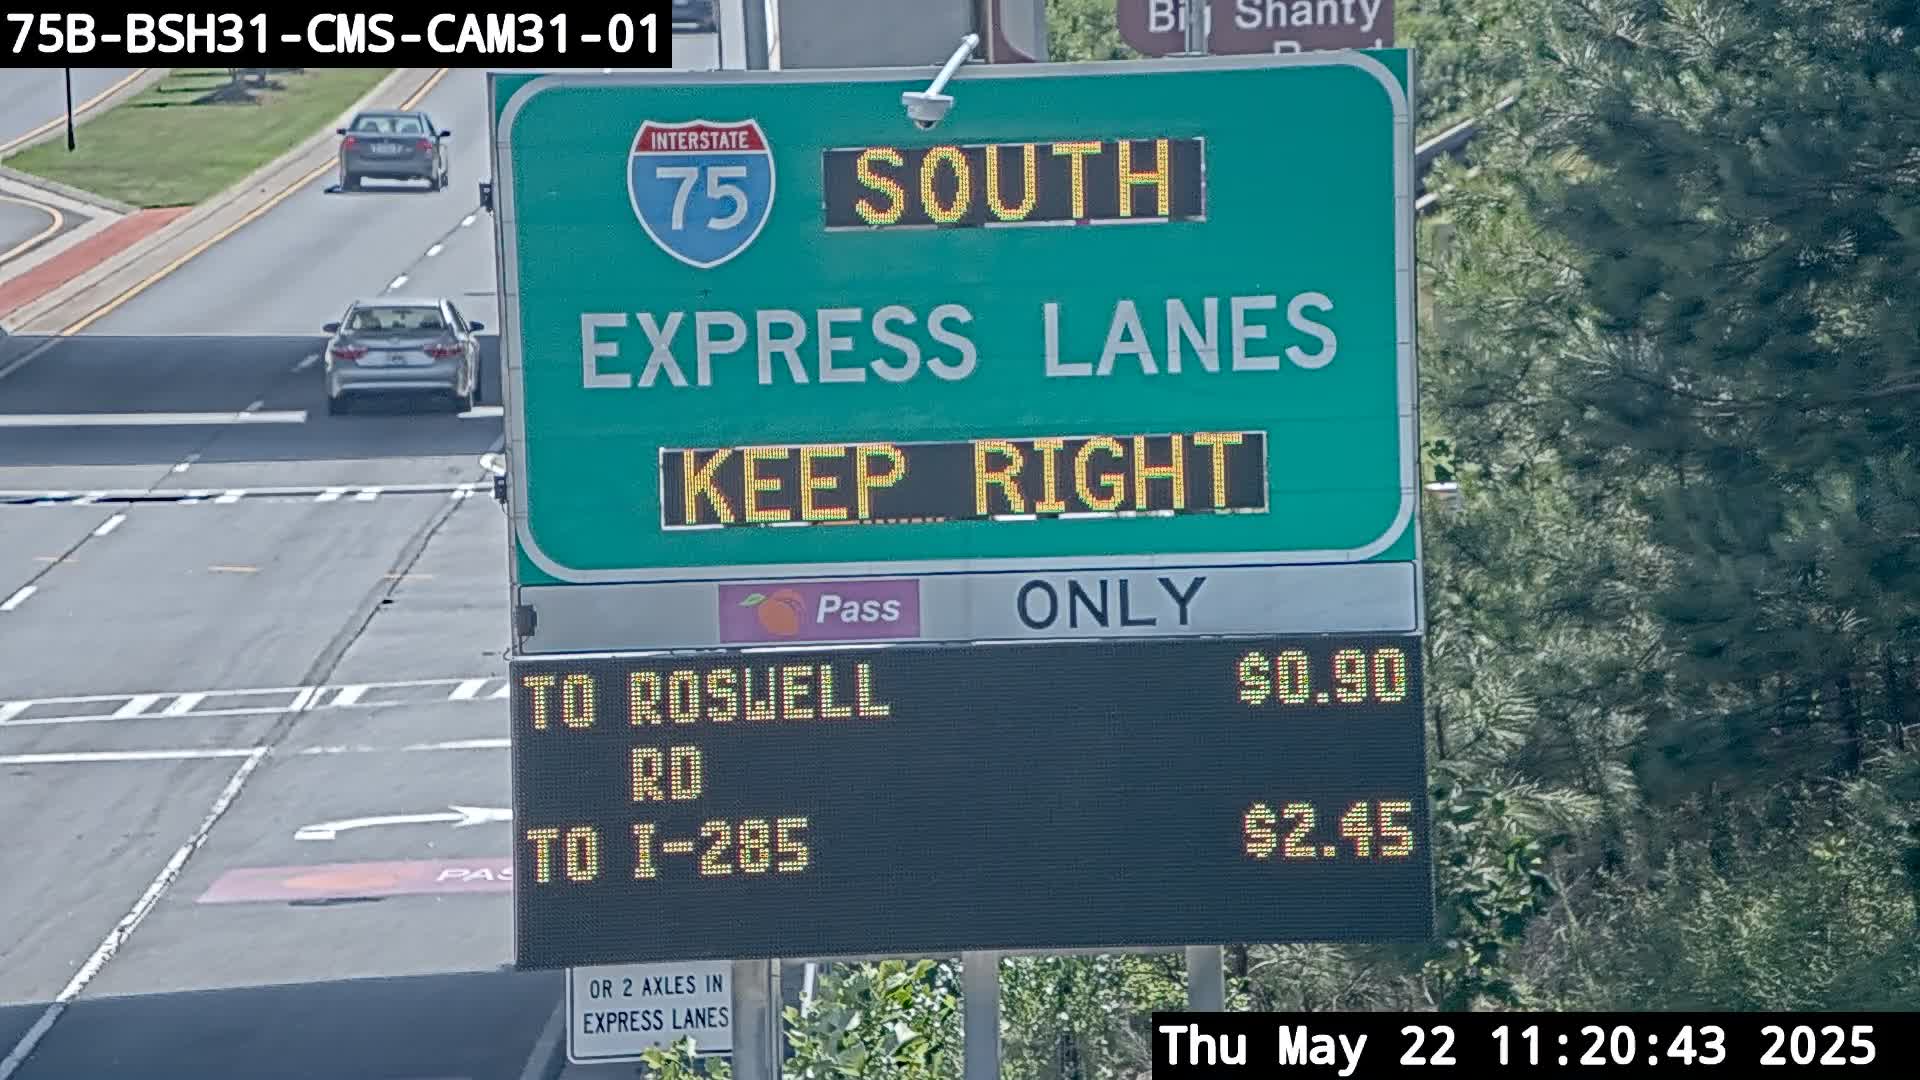 75B-BSH31-CMS-CAM31-01
Big Shanty
Road
INTERSTATE
75
SOUTH
EXPRESS LANES
KEEP RIGHT
Pass ONLY
TO ROSWELL $0.90
RD
TO I-285 $2.45
PAS
OR 2 AXLES IN
EXPRESS LANES
Thu May 22 11:20:43 2025